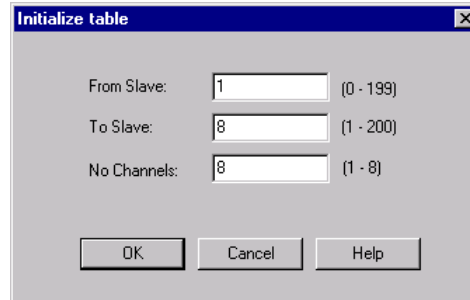 Initialize table
From Slave: 1 (0 - 199)
To Slave: 8 (1 - 200)
No Channels: 8 (1 - 8)
OK Cancel Help